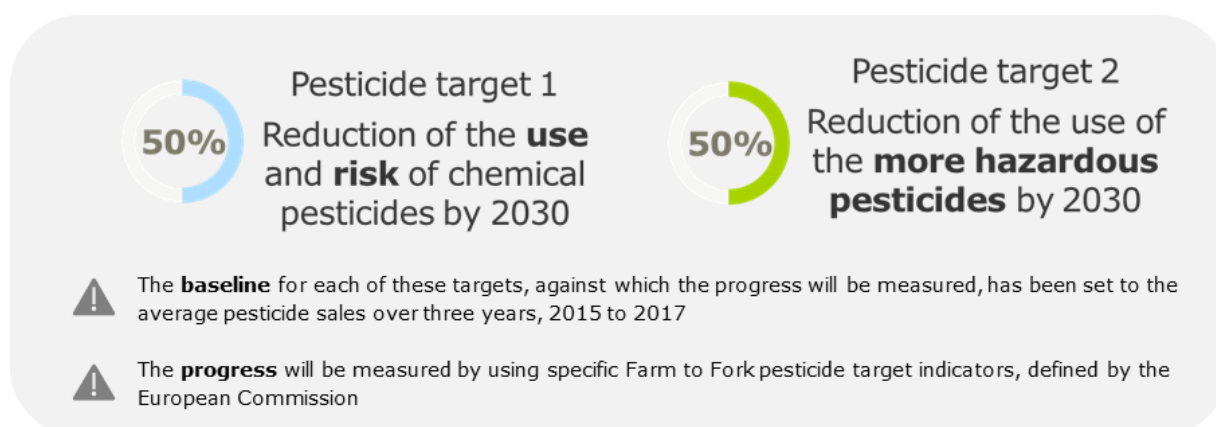 50%
Pesticide target 1
Reduction of the use
and risk of chemical
pesticides by 2030
50%
Pesticide target 2
Reduction of the use of
the more hazardous
pesticides by 2030
The baseline for each of these targets, against which the progress will be measured, has been set to the
average pesticide sales over three years, 2015 to 2017
The progress will be measured by using specific Farm to Fork pesticide target indicators, defined by the
European Commission